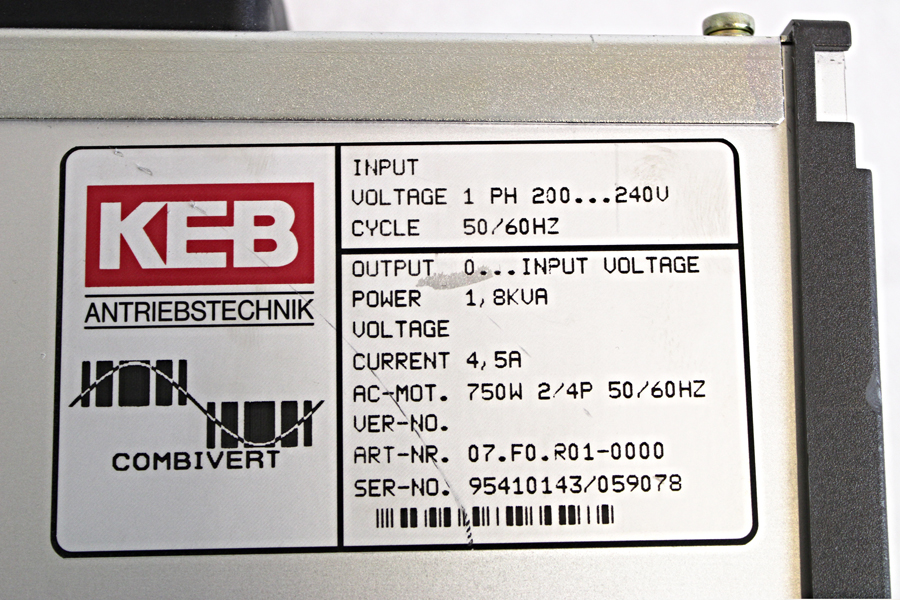 KEB
ANTRIEBSTECHNIK
COMBIVERT
INPUT
VOLTAGE 1 PH 200...240V
CYCLE 50/60HZ
OUTPUT 0...INPUT VOLTAGE
POWER 1,8KVA
VOLTAGE
CURRENT 4,5A
AC-MOT. 750W 2/4P 50/60HZ
VER-NO.
ART-NR. 07.F0.R01-0000
SER-NO. 95410143/059078